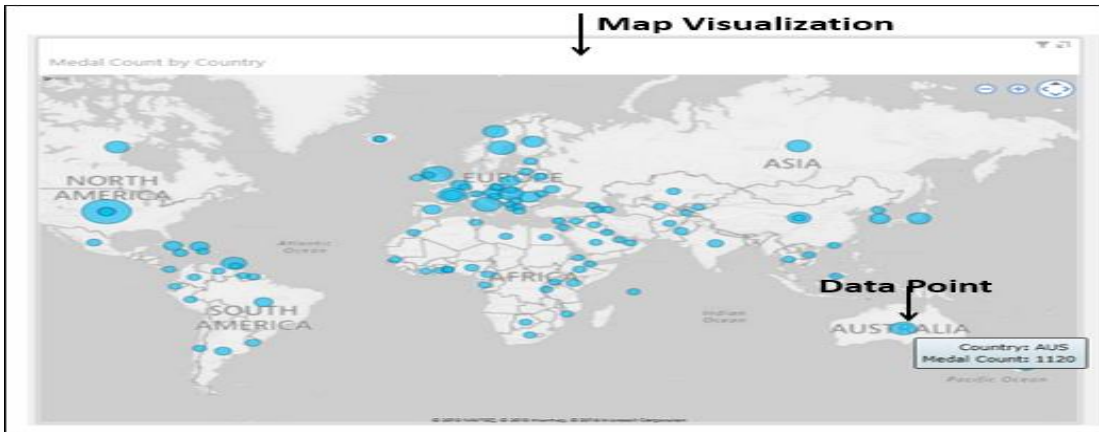 Map Visualization
Medal Count by Country
NORTH
AMERICA
EUROPE
ASIA
Atlantic
Ocean
AFRICA
SOUTH
AMERICA
Indian
Ocean
Data Point
AUSTRALIA
Country: AUS
Medal Count: 1120
Pacific Ocean